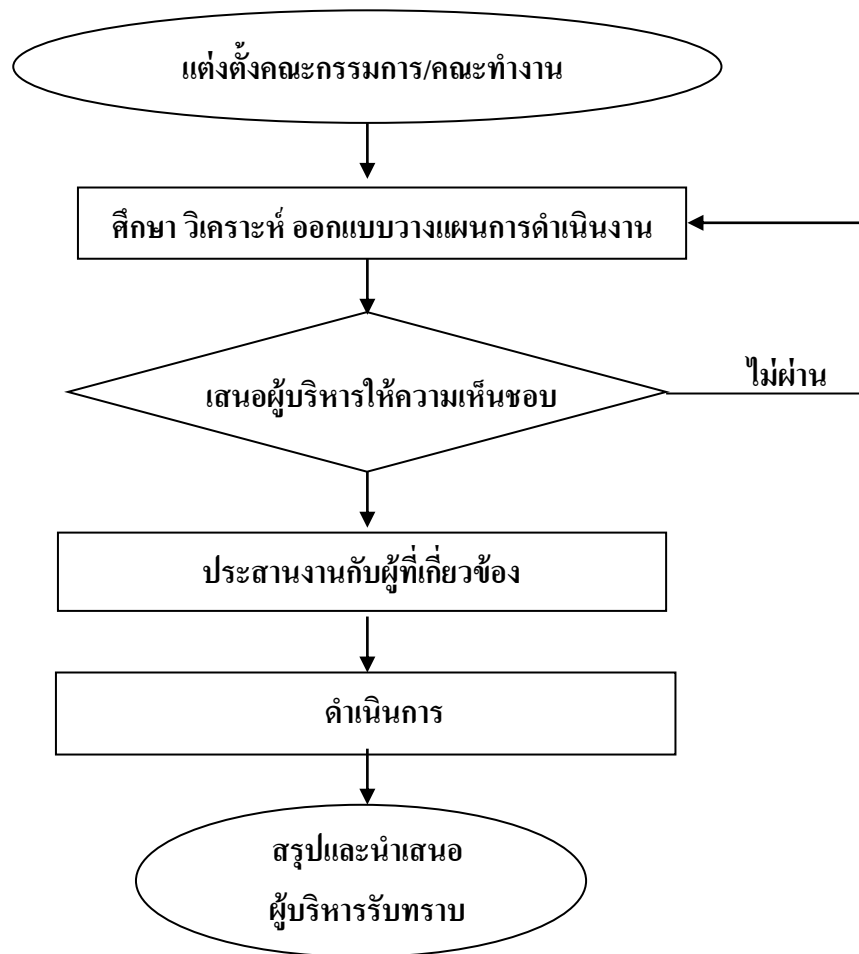 แต่งตั้งคณะกรรมการ/คณะทำงาน
ศึกษา วิเคราะห์ ออกแบบวางแผนการดำเนินงาน
เสนอผู้บริหารให้ความเห็นชอบ
ไม่ผ่าน
ประสานงานกับผู้ที่เกี่ยวข้อง
ดำเนินการ
สรุปและนำเสนอ
ผู้บริหารรับทราบ